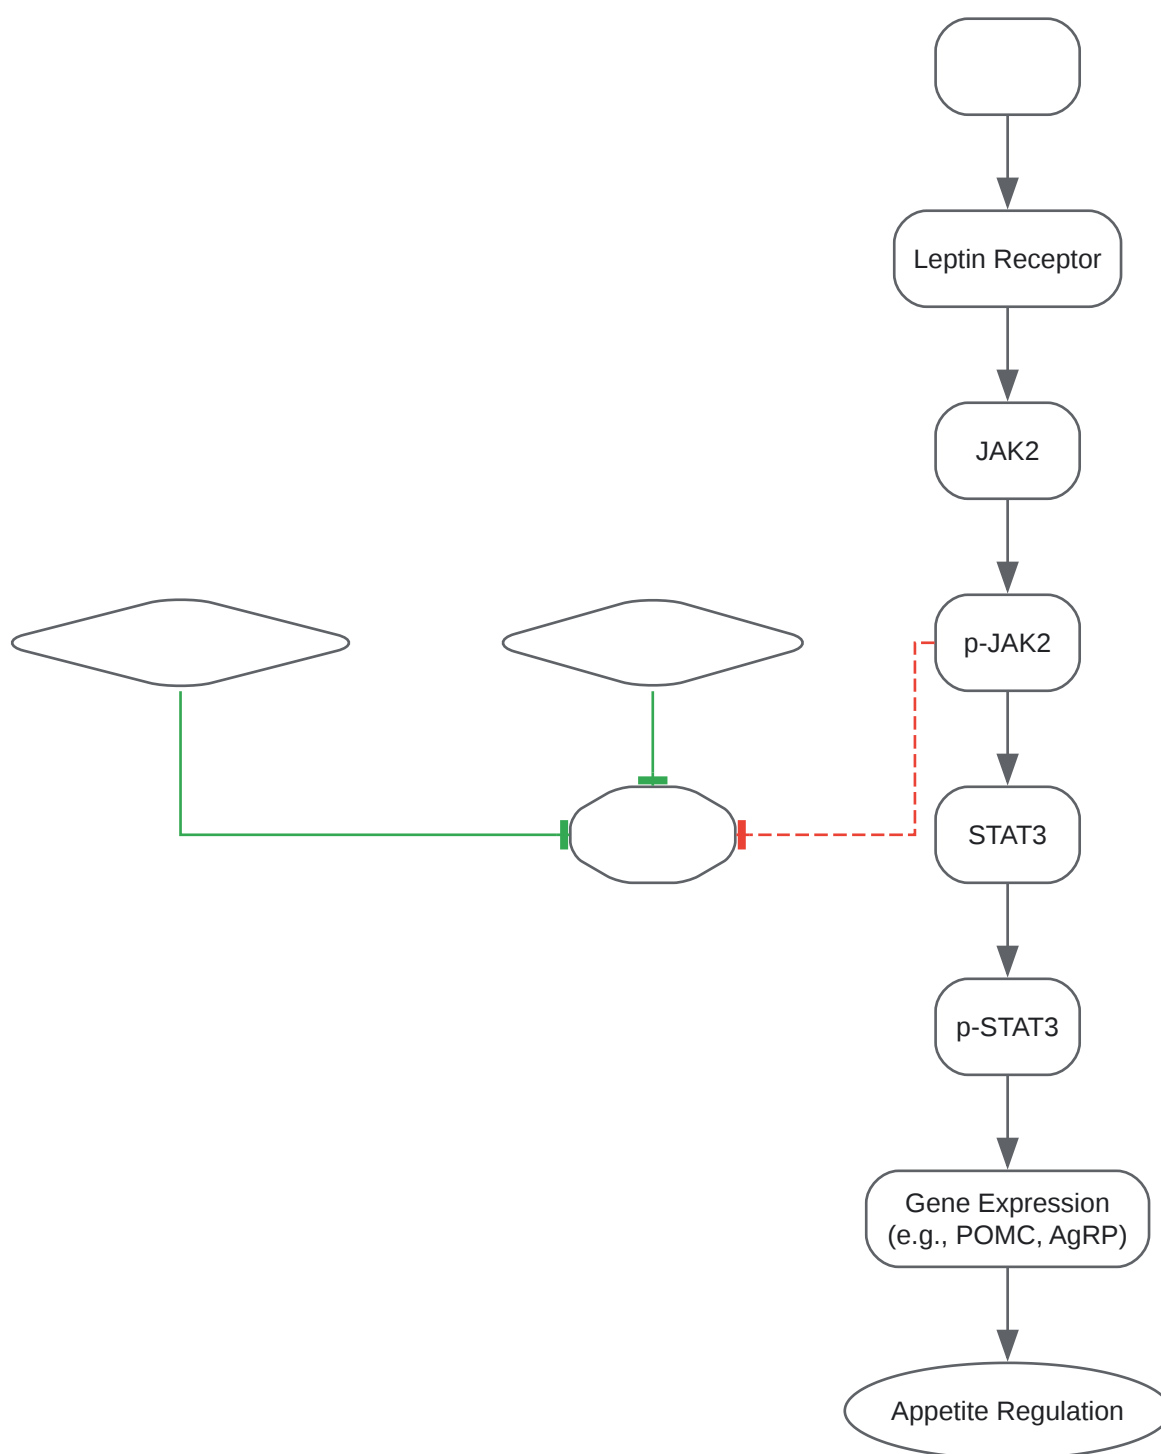 Leptin Receptor
JAK2
p-JAK2
STAT3
p-STAT3
Gene Expression
(e.g., POMC, AgRP)
Appetite Regulation